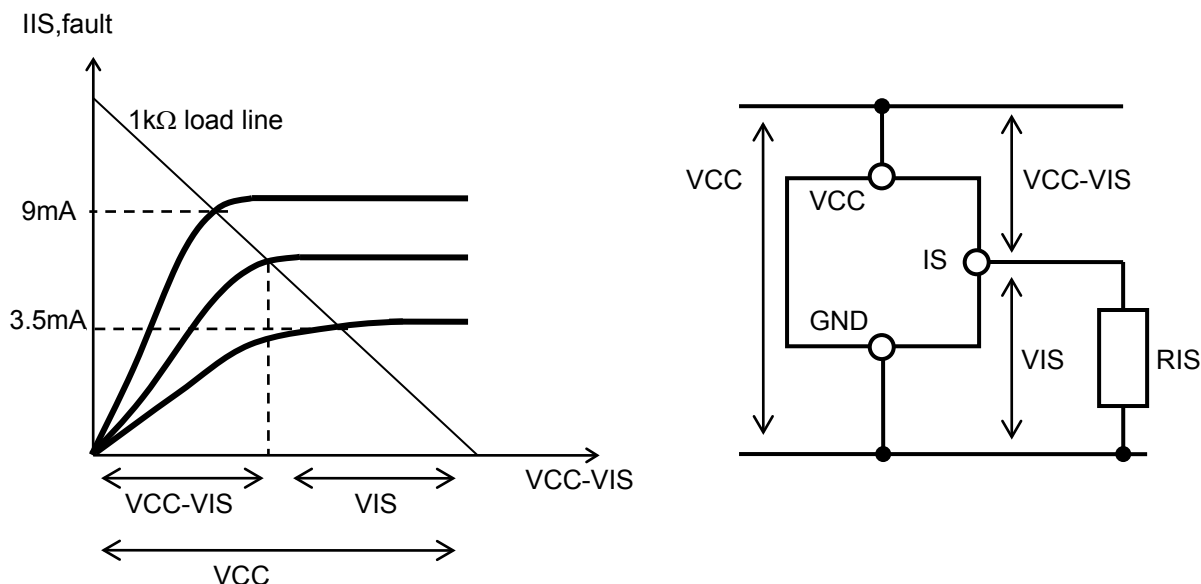 IIS,fault
1kΩ load line
9mA
3.5mA
VCC-VIS
VCC-VIS
VIS
VCC
VCC
VCC
VCC-VIS
IS
GND
VIS
RIS